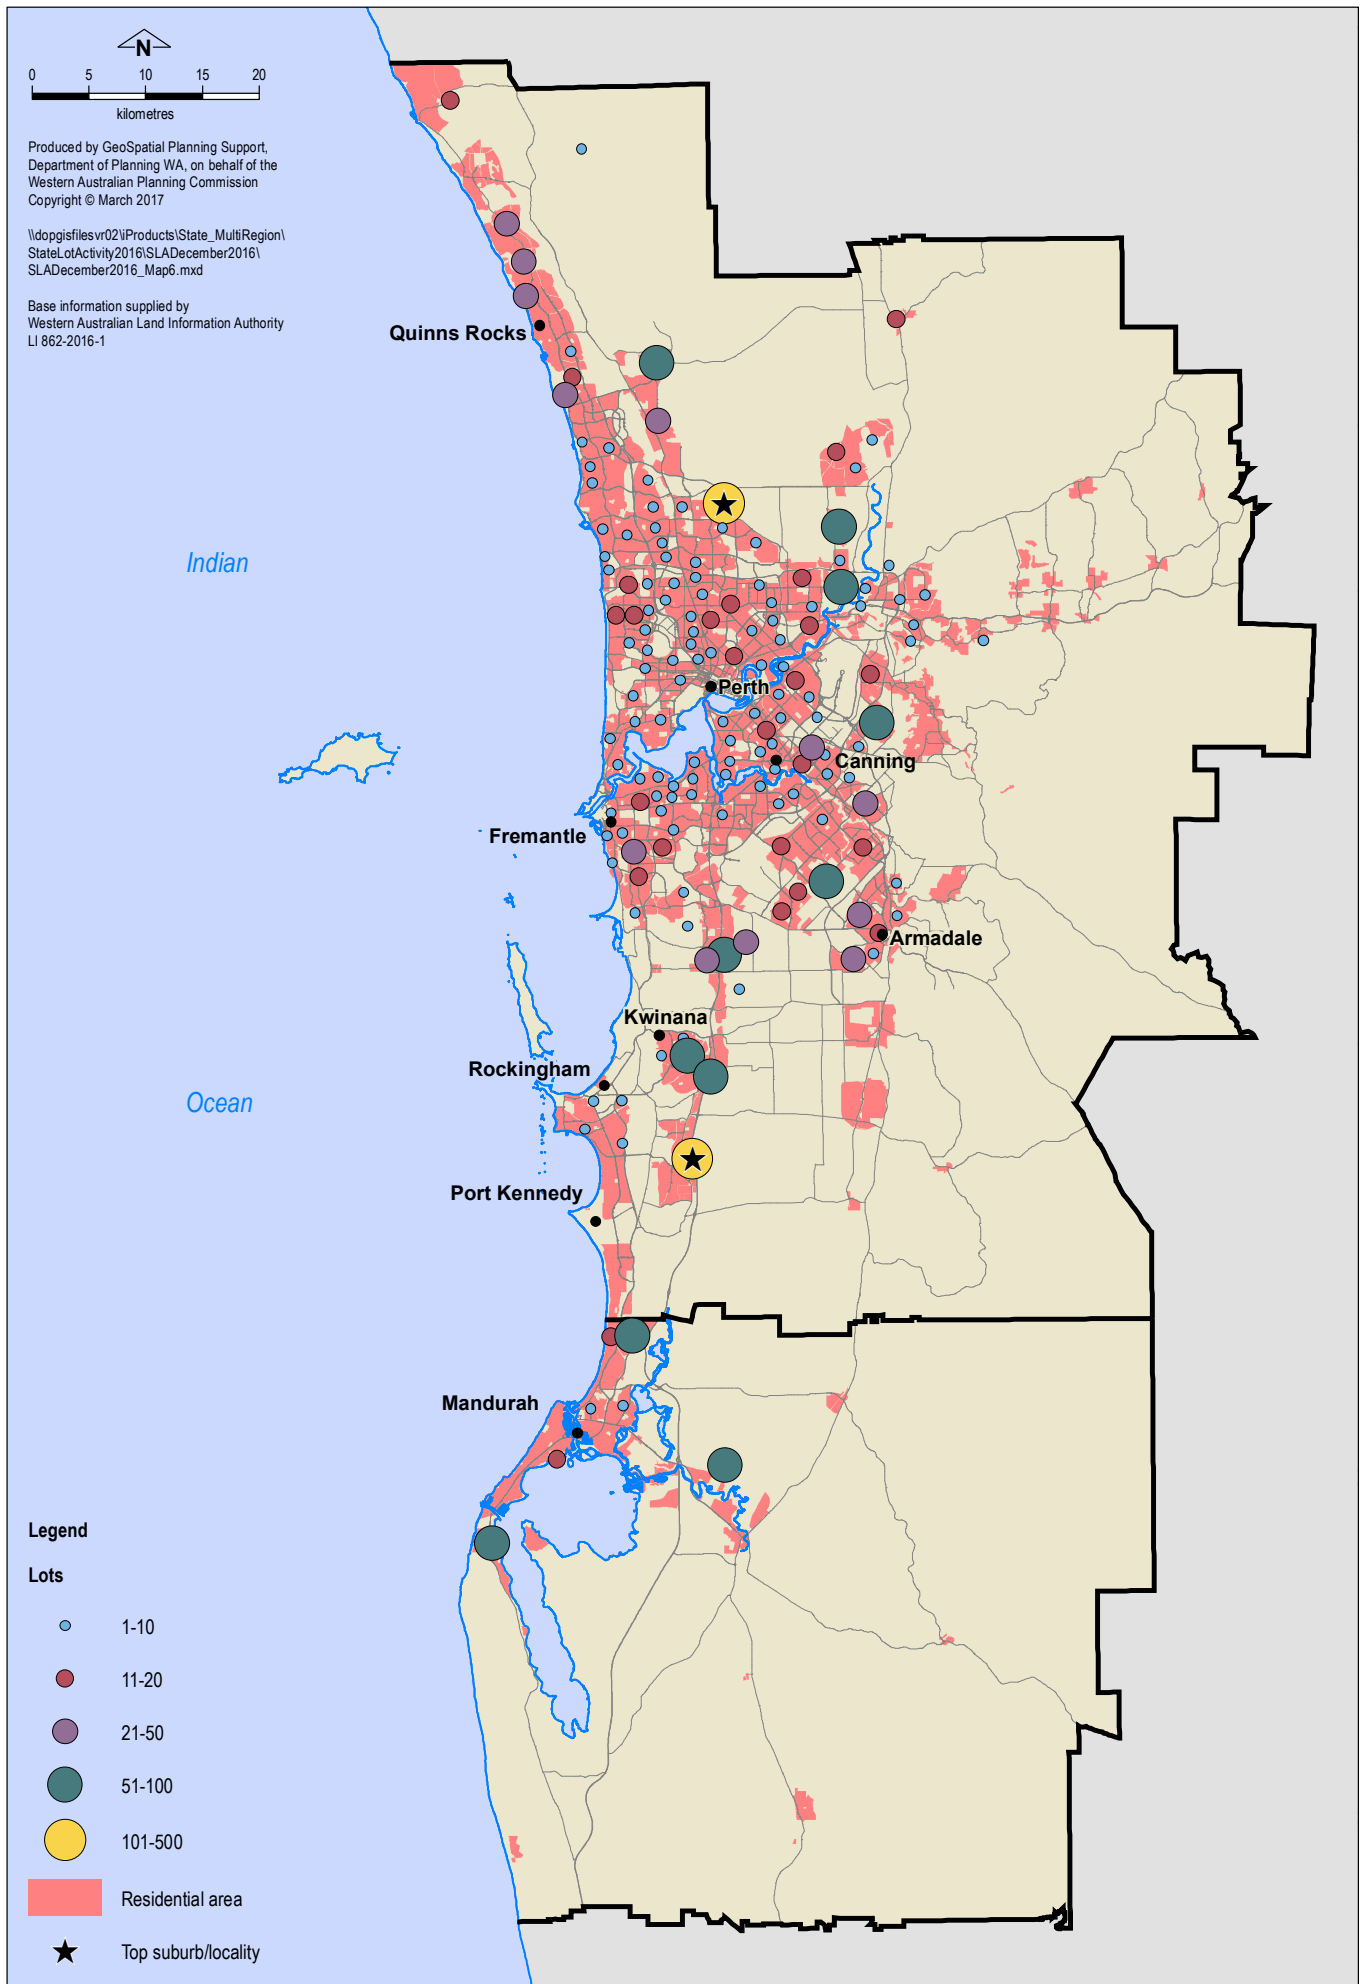 N
0 5 10 15 20
kilometres
Produced by GeoSpatial Planning Support,
Department of Planning WA, on behalf of the
Western Australian Planning Commission
Copyright © March 2017
\\dopgisfilesvr02\iProducts\State_MultiRegion\
StateLotActivity2016\SLADecember2016\
SLADecember2016_Map6.mxd
Base information supplied by
Western Australian Land Information Authority
LI 862-2016-1
Quinns Rocks
Indian
Perth
Canning
Fremantle
Armadale
Kwinana
Rockingham
Ocean
Port Kennedy
Mandurah
Legend
Lots
1-10
11-20
21-50
51-100
101-500
Residential area
Top suburb/locality